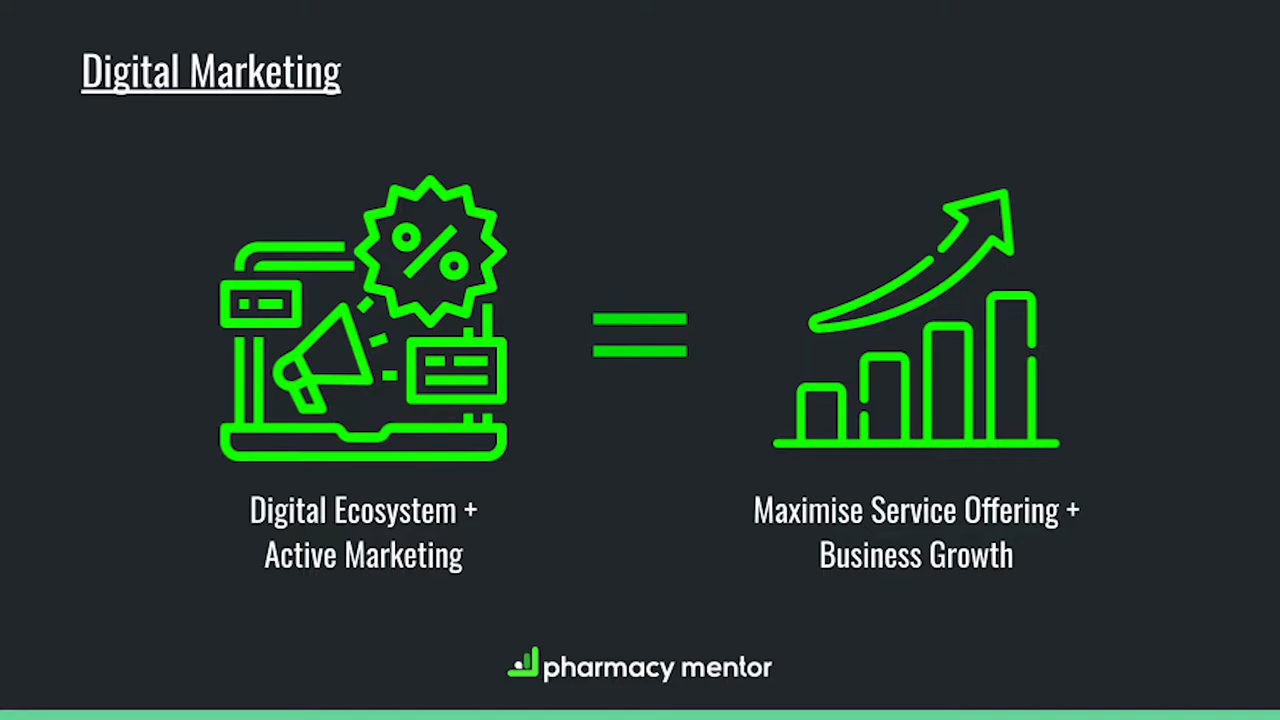 Digital Marketing
%
=
Digital Ecosystem +
Active Marketing
Maximise Service Offering +
Business Growth
pharmacy mentor